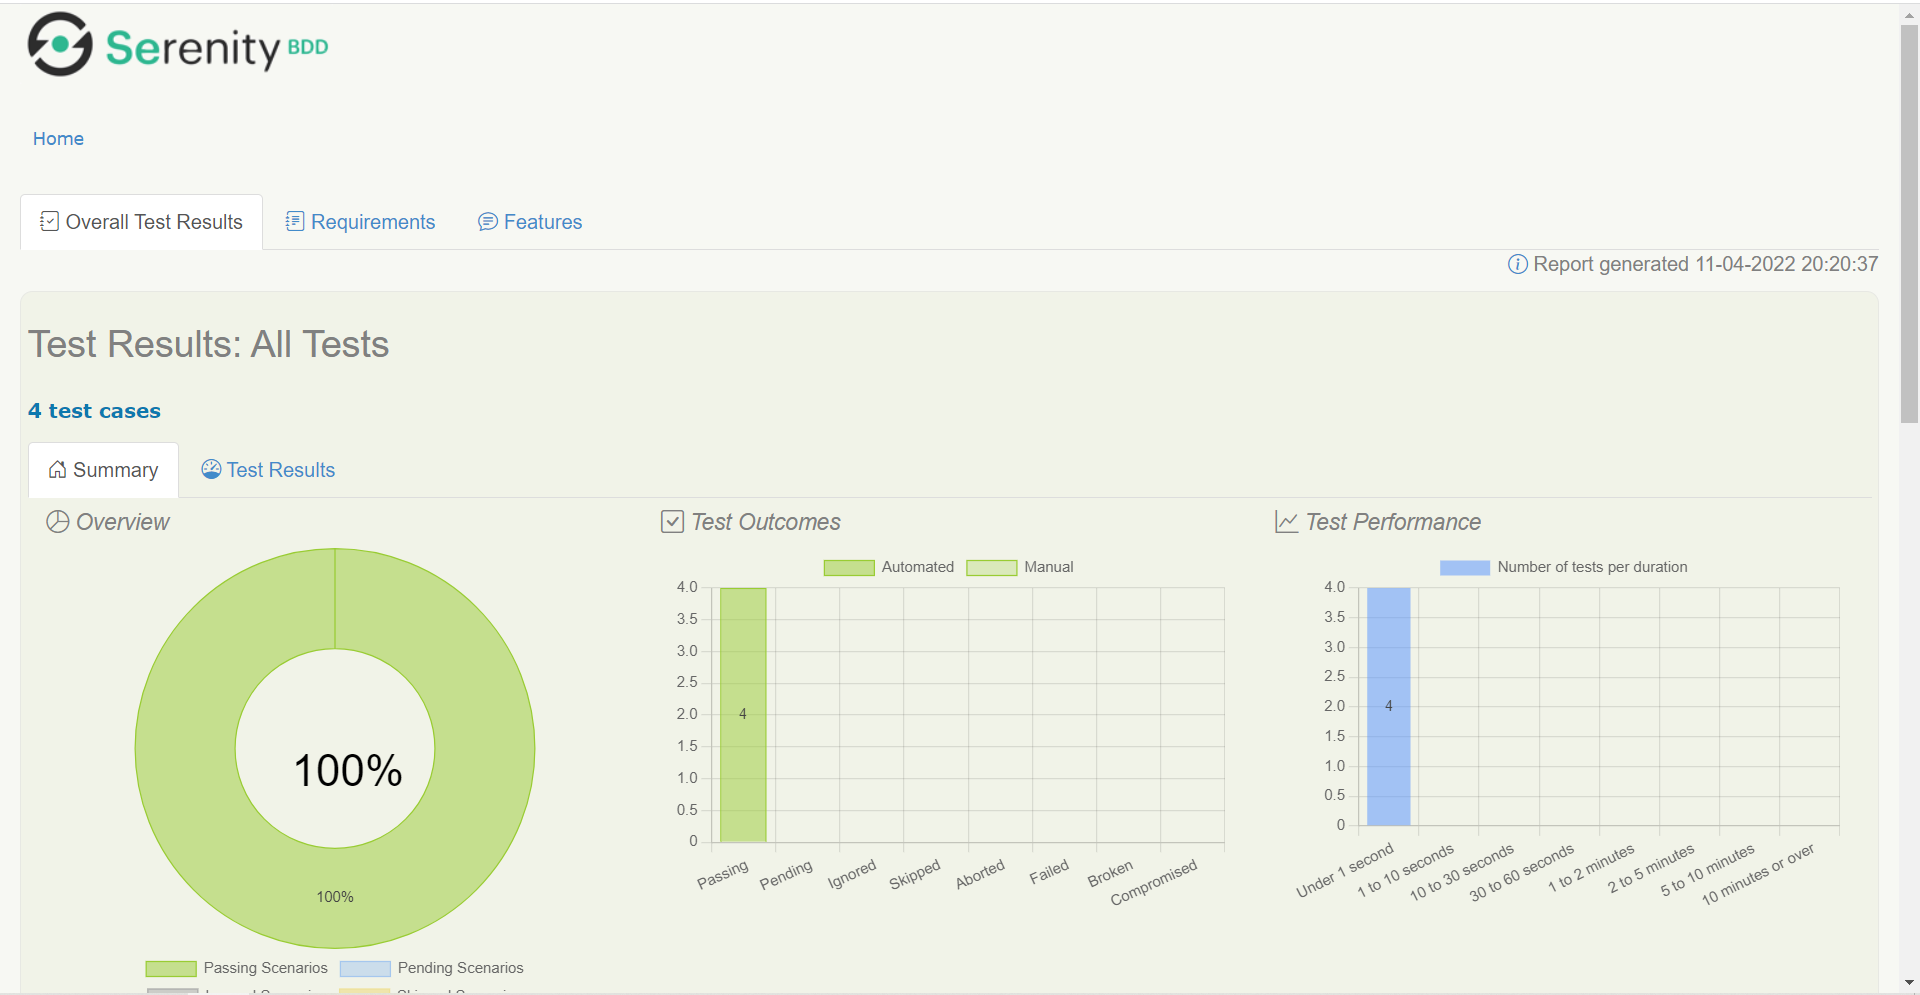 Serenity BDD
Home
Overall Test Results
Requirements
Features
Report generated 11-04-2022 20:20:37
Test Results: All Tests
4 test cases
Summary
Test Results
Overview
100%
100%
Passing Scenarios
Pending Scenarios
Test Outcomes
Automated
Manual
4.0
3.5
3.0
2.5
2.0
1.5
1.0
0.5
0
4
Passing
Pending
Ignored
Skipped
Aborted
Failed
Broken
Compromised
Test Performance
Number of tests per duration
4.0
3.5
3.0
2.5
2.0
1.5
1.0
0.5
0
4
Under 1 second
1 to 10 seconds
10 to 30 seconds
30 to 60 seconds
1 to 2 minutes
2 to 5 minutes
5 to 10 minutes
10 minutes or over